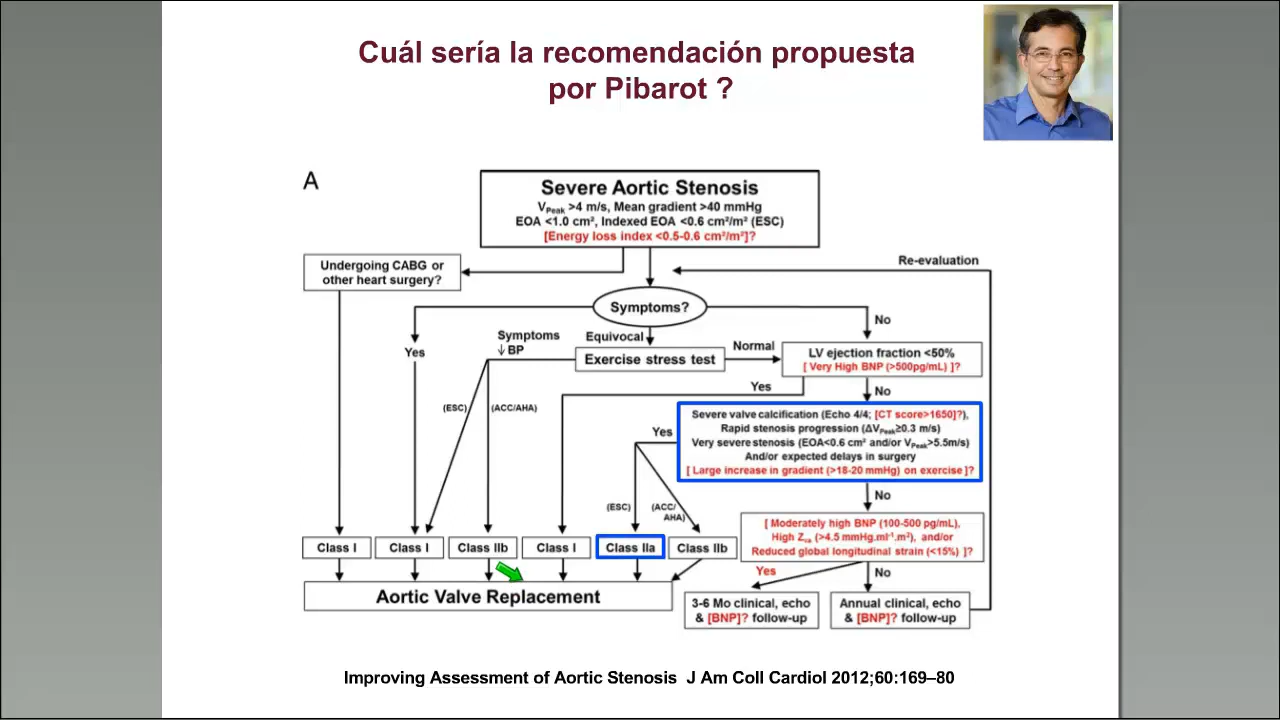 Cuál sería la recomendación propuesta
por Pibarot ?
A
Severe Aortic Stenosis
VPeak >4 m/s, Mean gradient >40 mmHg
EOA <1.0 cm², Indexed EOA <0.6 cm²/m² (ESC)
[Energy loss index <0.5-0.6 cm²/m²]?
Undergoing CABG or
other heart surgery?
Re-evaluation
Symptoms?
No
Symptoms
↓ BP
Equivocal
Yes
Exercise stress test
Normal
LV ejection fraction <50%
[ Very High BNP (>500pg/mL) ]?
Yes
No
(ESC)
(ACC/AHA)
Severe valve calcification (Echo 4/4; [CT score>1650]?),
Rapid stenosis progression (ΔVPeak≥0.3 m/s)
Very severe stenosis (EOA<0.6 cm² and/or VPeak>5.5m/s)
And/or expected delays in surgery
[ Large increase in gradient (>18-20 mmHg) on exercise ]?
Yes
(ESC)
(ACC/
AHA)
No
[ Moderately high BNP (100-500 pg/mL),
High Zva (>4.5 mmHg.ml⁻¹.m²), and/or
Reduced global longitudinal strain (<15%) ]?
Class I
Class I
Class IIb
Class I
Class IIa
Class IIb
Yes
No
Aortic Valve Replacement
3-6 Mo clinical, echo
& [BNP]? follow-up
Annual clinical, echo
& [BNP]? follow-up
Improving Assessment of Aortic Stenosis J Am Coll Cardiol 2012;60:169–80